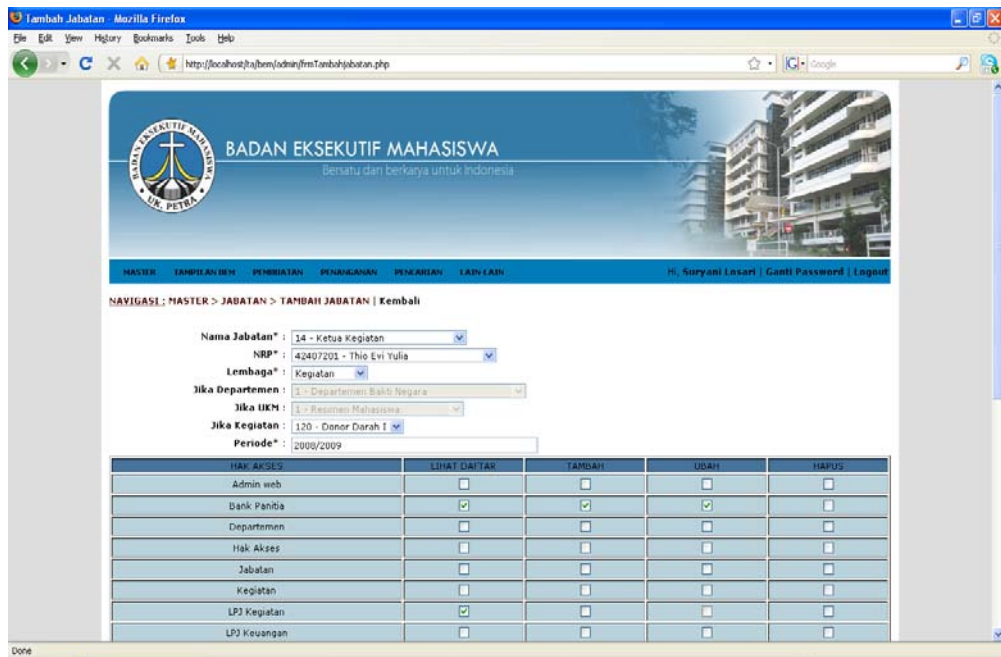 Tambah Jabatan - Mozilla Firefox
File Edit View History Bookmarks Tools Help
http://localhost/ta/bem/admin/frmTambahJabatan.php
G Google
BADAN EKSEKUTIF MAHASISWA
UK. PETRA
BADAN EKSEKUTIF MAHASISWA
Bersatu dan berkarya untuk Indonesia
MASTER TAMPILAN BEM PEMBUATAN PENANGANAN PENCARIAN LAIN-LAIN Hi, Suryani Losari | Ganti Password | Logout
NAVIGASI : MASTER > JABATAN > TAMBAH JABATAN | Kembali
Nama Jabatan* : 14 - Ketua Kegiatan
NRP* : 42407201 - Thio Evi Yulia
Lembaga* : Kegiatan
Jika Departemen : 1 - Departemen Bakti Negara
Jika UKM : 1 - Resimen Mahasiswa
Jika Kegiatan : 120 - Donor Darah I
Periode* : 2008/2009
HAK AKSES LIHAT DAFTAR TAMBAH UBAH HAPUS
Admin web
Bank Panitia
Departemen
Hak Akses
Jabatan
Kegiatan
LPJ Kegiatan
LPJ Keuangan
Done